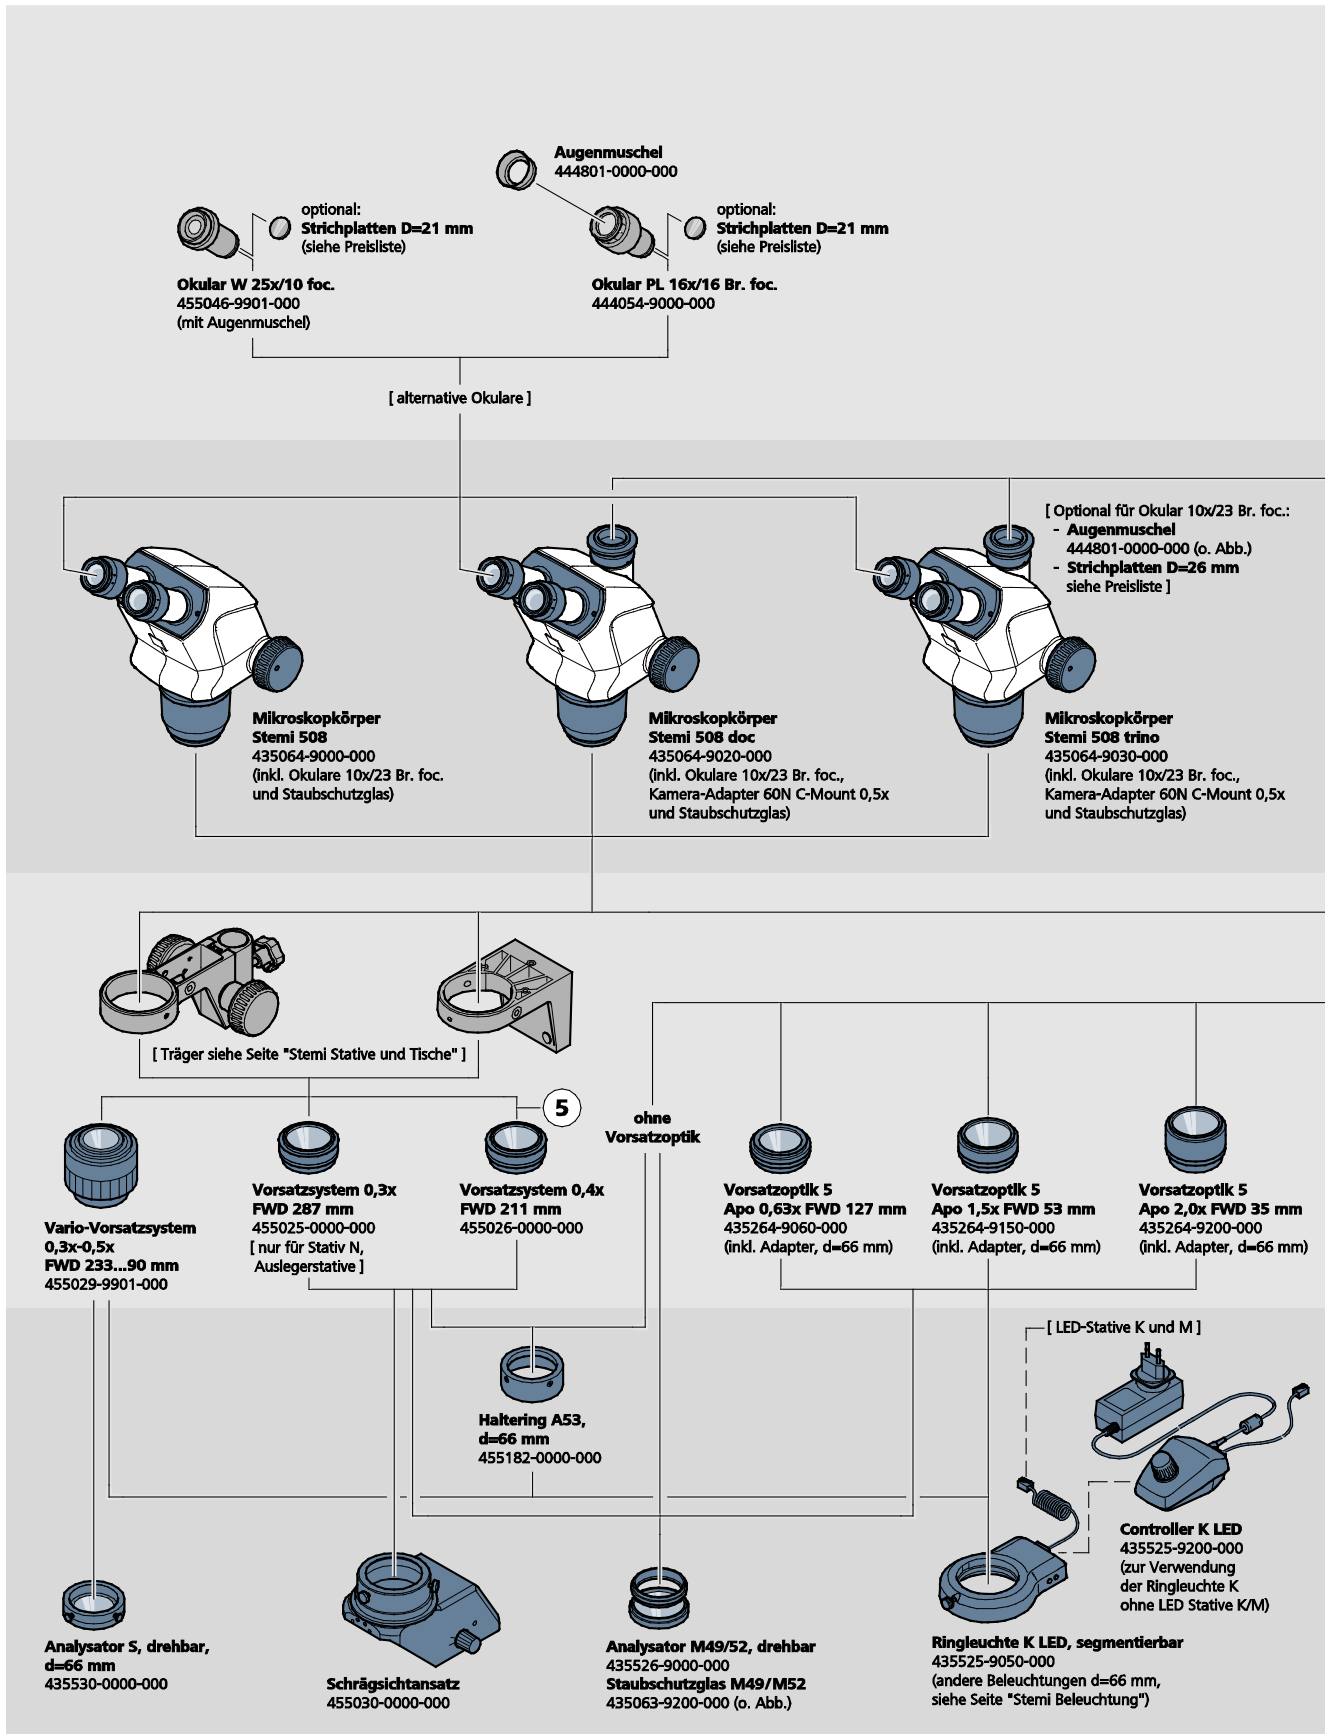 Augenmuschel
444801-0000-000
optional:
Strichplatten D=21 mm
(siehe Preisliste)
optional:
Strichplatten D=21 mm
(siehe Preisliste)
Okular W 25x/10 foc.
455046-9901-000
(mit Augenmuschel)
Okular PL 16x/16 Br. foc.
444054-9000-000
[ alternative Okulare ]
[ Optional für Okular 10x/23 Br. foc.:
- Augenmuschel
444801-0000-000 (o. Abb.)
- Strichplatten D=26 mm
siehe Preisliste ]
Mikroskopkörper
Stemi 508
435064-9000-000
(inkl. Okulare 10x/23 Br. foc.
und Staubschutzglas)
Mikroskopkörper
Stemi 508 doc
435064-9020-000
(inkl. Okulare 10x/23 Br. foc.,
Kamera-Adapter 60N C-Mount 0,5x
und Staubschutzglas)
Mikroskopkörper
Stemi 508 trino
435064-9030-000
(inkl. Okulare 10x/23 Br. foc.,
Kamera-Adapter 60N C-Mount 0,5x
und Staubschutzglas)
[ Träger siehe Seite "Stemi Stative und Tische" ]
5
ohne
Vorsatzoptik
Vario-Vorsatzsystem
0,3x-0,5x
FWD 233...90 mm
455029-9901-000
Vorsatzsystem 0,3x
FWD 287 mm
455025-0000-000
[ nur für Stativ N,
Auslegerstative ]
Vorsatzsystem 0,4x
FWD 211 mm
455026-0000-000
Vorsatzoptik 5
Apo 0,63x FWD 127 mm
435264-9060-000
(inkl. Adapter, d=66 mm)
Vorsatzoptik 5
Apo 1,5x FWD 53 mm
435264-9150-000
(inkl. Adapter, d=66 mm)
Vorsatzoptik 5
Apo 2,0x FWD 35 mm
435264-9200-000
(inkl. Adapter, d=66 mm)
[ LED-Stative K und M ]
Haltering A53,
d=66 mm
455182-0000-000
Controller K LED
435525-9200-000
(zur Verwendung
der Ringleuchte K
ohne LED Stative K/M)
Analysator S, drehbar,
d=66 mm
435530-0000-000
Schrägsichtansatz
455030-0000-000
Analysator M49/52, drehbar
435526-9000-000
Staubschutzglas M49/M52
435063-9200-000 (o. Abb.)
Ringleuchte K LED, segmentierbar
435525-9050-000
(andere Beleuchtungen d=66 mm,
siehe Seite "Stemi Beleuchtung")